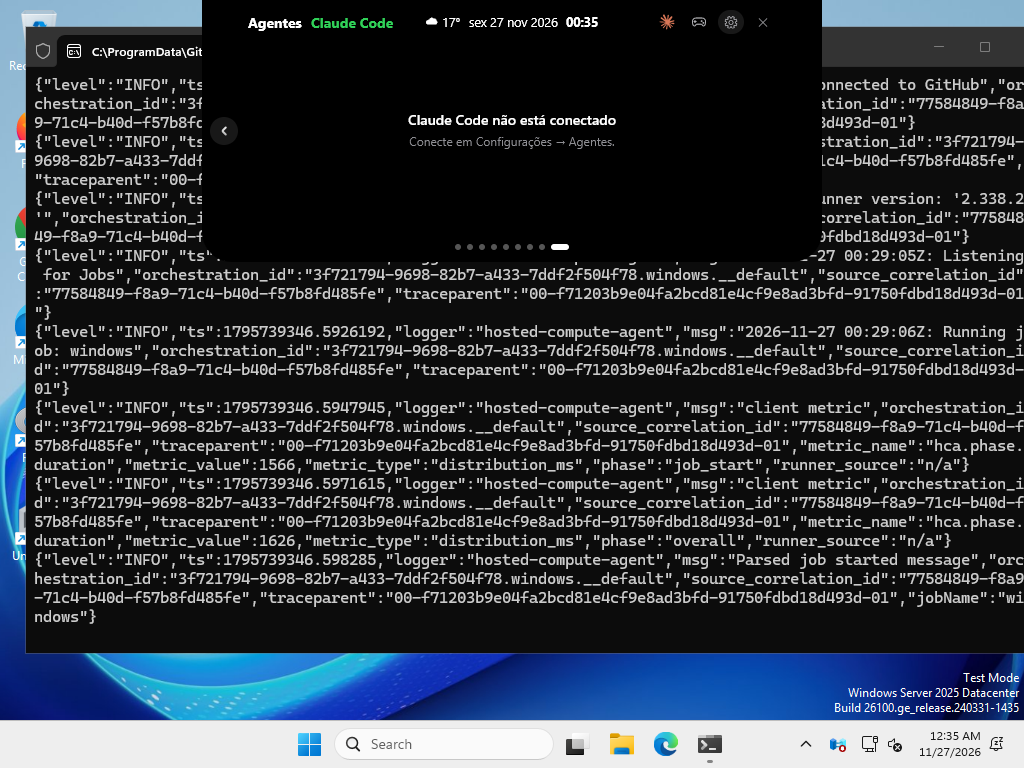 Agentes Claude Code 17° sex 27 nov 2026 00:35
Claude Code não está conectado
Conecte em Configurações → Agentes.
C:\ProgramData\Git
{"level":"INFO","ts
onnected to GitHub","or
chestration_id":"3f
ation_id":"77584849-f8a
9-71c4-b40d-f57b8fd
8d493d-01"}
{"level":"INFO","ts
stration_id":"3f721794-
9698-82b7-a433-7ddf
1c4-b40d-f57b8fd485fe",
"traceparent":"00-f
{"level":"INFO","ts
unner version: '2.338.2
'","orchestration_i
correlation_id":"775848
49-f8a9-71c4-b40d-f
0fdbd18d493d-01"}
-27 00:29:05Z: Listening
for Jobs","orchestration_id":"3f721794-9698-82b7-a433-7ddf2f504f78.windows.__default","source_correlation_id"
:"77584849-f8a9-71c4-b40d-f57b8fd485fe","traceparent":"00-f71203b9e04fa2bcd81e4cf9e8ad3bfd-91750fdbd18d493d-01
"}
{"level":"INFO","ts":1795739346.5926192,"logger":"hosted-compute-agent","msg":"2026-11-27 00:29:06Z: Running j
ob: windows","orchestration_id":"3f721794-9698-82b7-a433-7ddf2f504f78.windows.__default","source_correlation_i
d":"77584849-f8a9-71c4-b40d-f57b8fd485fe","traceparent":"00-f71203b9e04fa2bcd81e4cf9e8ad3bfd-91750fdbd18d493d-
01"}
{"level":"INFO","ts":1795739346.5947945,"logger":"hosted-compute-agent","msg":"client metric","orchestration_i
d":"3f721794-9698-82b7-a433-7ddf2f504f78.windows.__default","source_correlation_id":"77584849-f8a9-71c4-b40d-f
57b8fd485fe","traceparent":"00-f71203b9e04fa2bcd81e4cf9e8ad3bfd-91750fdbd18d493d-01","metric_name":"hca.phase.
duration","metric_value":1566,"metric_type":"distribution_ms","phase":"job_start","runner_source":"n/a"}
{"level":"INFO","ts":1795739346.5971615,"logger":"hosted-compute-agent","msg":"client metric","orchestration_i
d":"3f721794-9698-82b7-a433-7ddf2f504f78.windows.__default","source_correlation_id":"77584849-f8a9-71c4-b40d-f
57b8fd485fe","traceparent":"00-f71203b9e04fa2bcd81e4cf9e8ad3bfd-91750fdbd18d493d-01","metric_name":"hca.phase.
duration","metric_value":1626,"metric_type":"distribution_ms","phase":"overall","runner_source":"n/a"}
{"level":"INFO","ts":1795739346.598285,"logger":"hosted-compute-agent","msg":"Parsed job started message","orc
hestration_id":"3f721794-9698-82b7-a433-7ddf2f504f78.windows.__default","source_correlation_id":"77584849-f8a9
-71c4-b40d-f57b8fd485fe","traceparent":"00-f71203b9e04fa2bcd81e4cf9e8ad3bfd-91750fdbd18d493d-01","jobName":"wi
ndows"}
Test Mode
Windows Server 2025 Datacenter
Build 26100.ge_release.240331-1435
Search
12:35 AM
11/27/2026